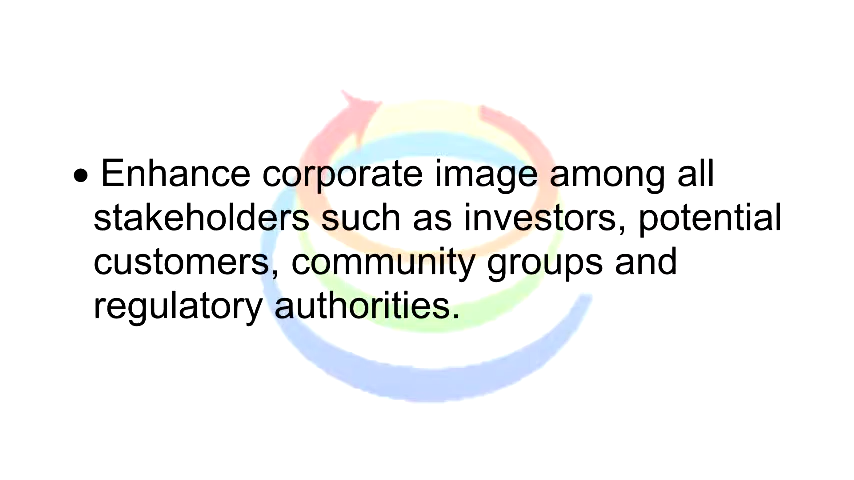 • Enhance corporate image among all
stakeholders such as investors, potential
customers, community groups and
regulatory authorities.